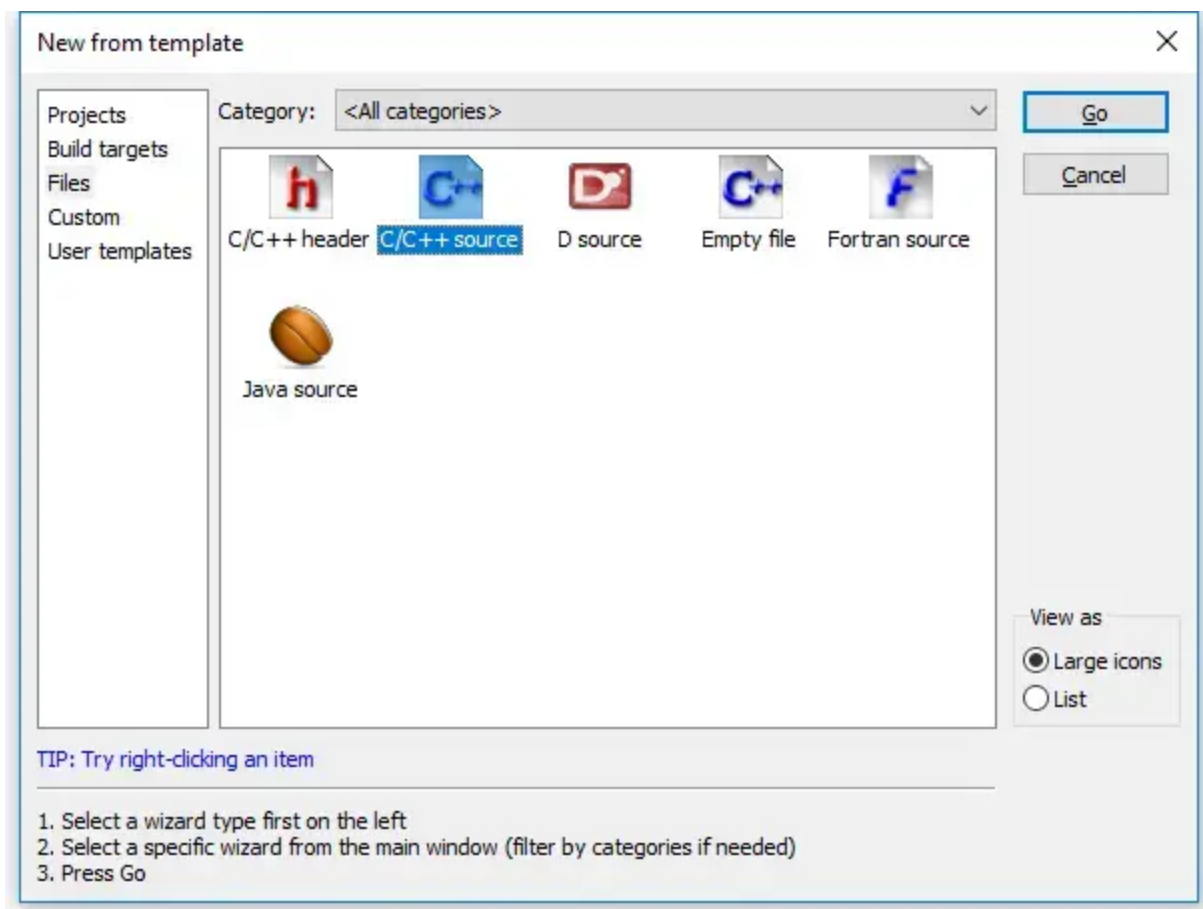 New from template
Projects
Build targets
Files
Custom
User templates
Category: <All categories>
h
C++
D
C++
F
C/C++ header
C/C++ source
D source
Empty file
Fortran source
Java source
Go
Cancel
View as
Large icons
List
TIP: Try right-clicking an item
1. Select a wizard type first on the left
2. Select a specific wizard from the main window (filter by categories if needed)
3. Press Go